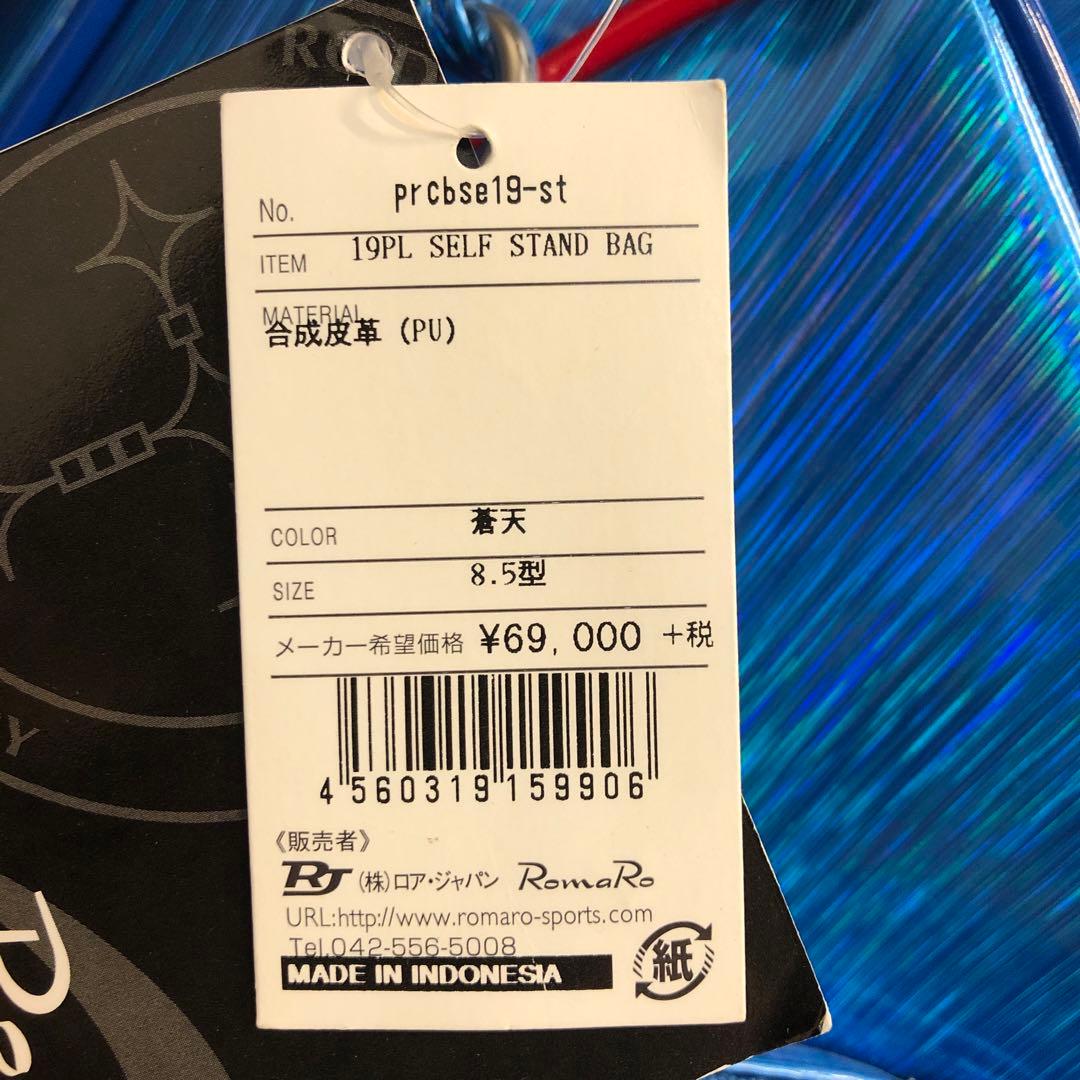 No. prcbse19-st
ITEM 19PL SELF STAND BAG
MATERIAL
合成皮革 (PU)
COLOR 蒼天
SIZE 8.5型
メーカー希望価格 ¥69,000 +税
4 560319 159906
《販売者》
RJ (株)ロア・ジャパン RomaRo
URL:http://www.romaro-sports.com
Tel.042-556-5008
MADE IN INDONESIA
紙